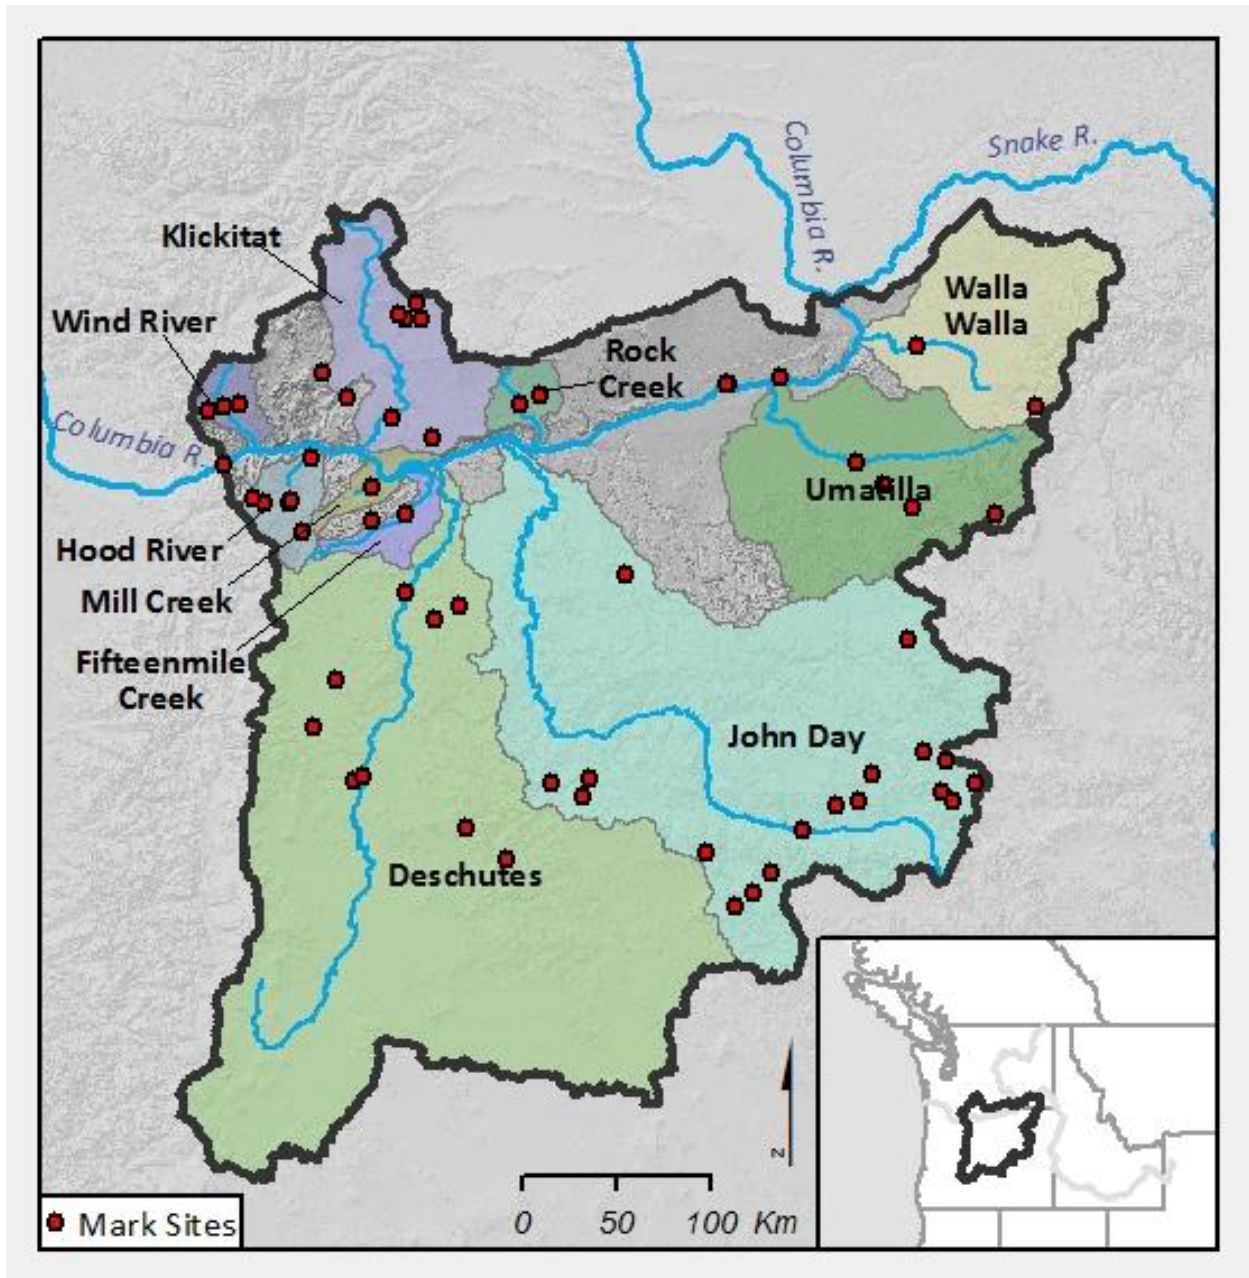 Columbia R.
Snake R.
Klickitat
Walla
Walla
Wind River
Rock
Creek
Columbia R
Umatilla
Hood River
Mill Creek
Fifteenmile
Creek
John Day
Deschutes
N
0 50 100 Km
Mark Sites